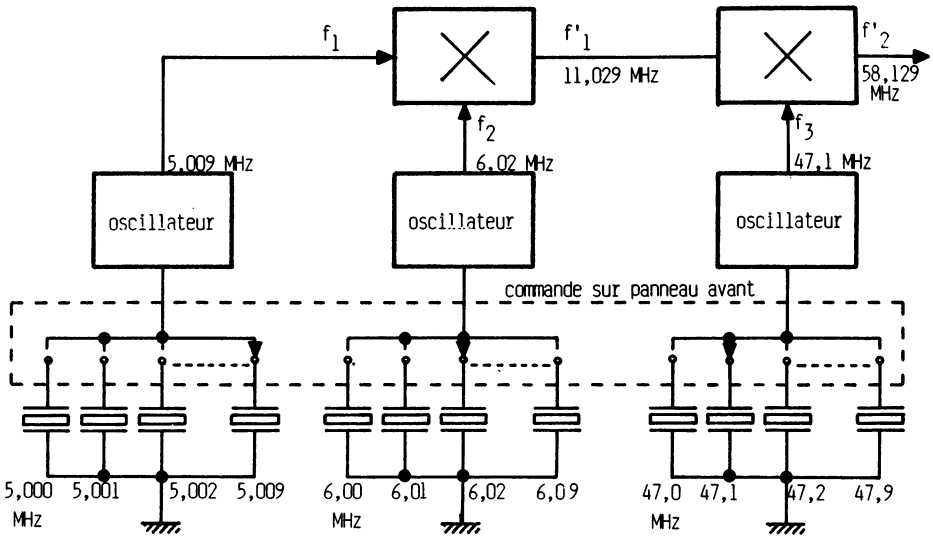 f1
f'1
f'2
11,029 MHz
58,129
MHz
f2
f3
5,009 MHz
6,02 MHz
47,1 MHz
oscillateur
oscillateur
oscillateur
commande sur panneau avant
5,000 5,001 5,002 5,009
MHz
6,00 6,01 6,02 6,09
MHz
47,0 47,1 47,2 47,9
MHz